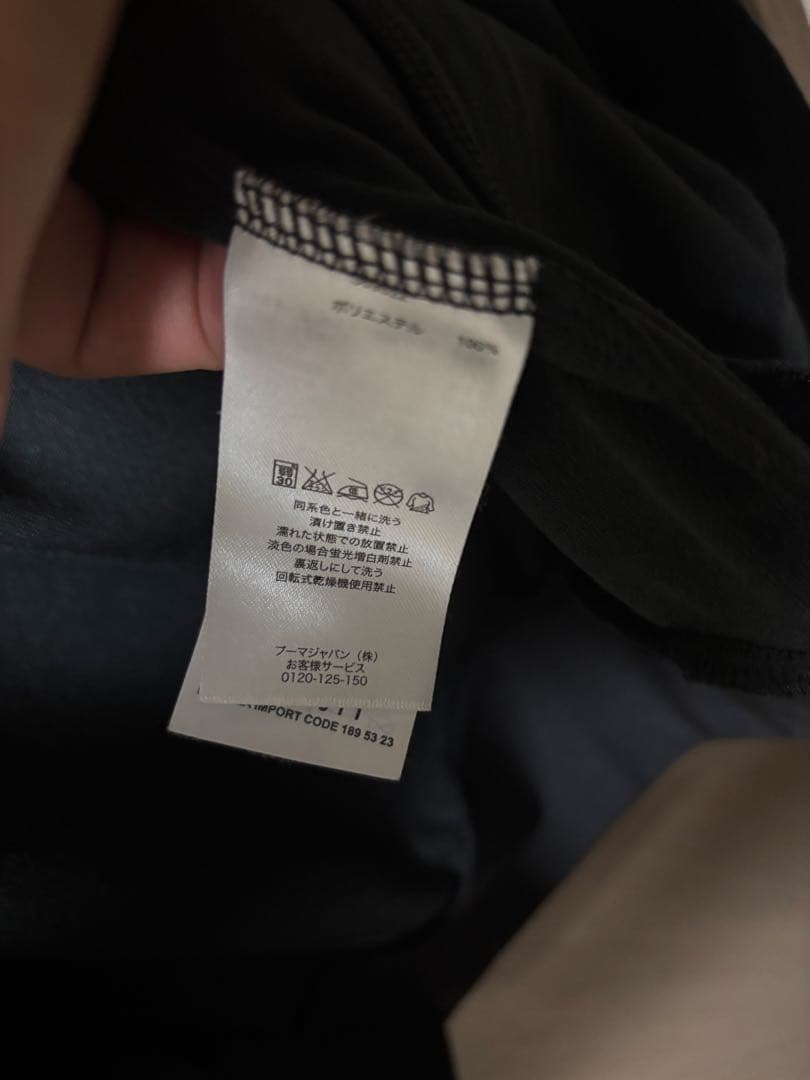 ポリエステル 100%
弱 30
同系色と一緒に洗う
漬け置き禁止
濡れた状態での放置禁止
淡色の場合蛍光増白剤禁止
裏返しにして洗う
回転式乾燥機使用禁止
プーマジャパン（株）
お客様サービス
0120-125-150
IMPORT CODE 189 53 23